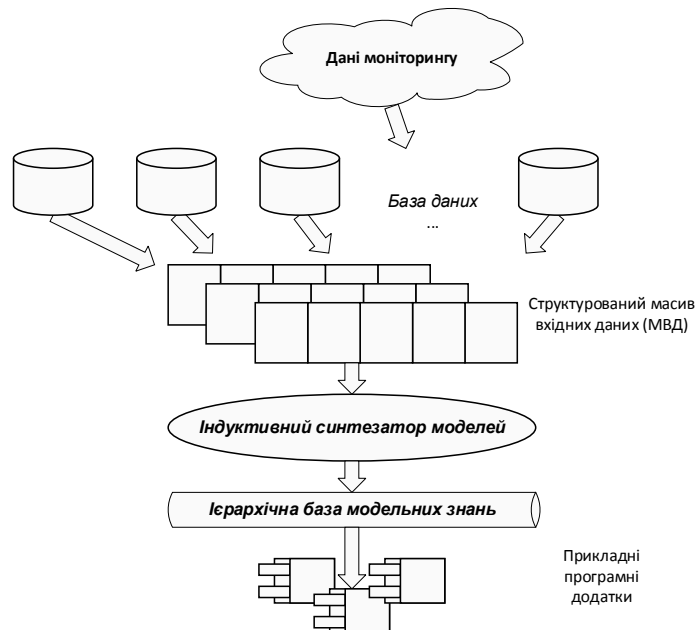 Дані моніторингу
База даних
...
Структурований масив
вхідних даних (МВД)
Індуктивний синтезатор моделей
Ієрархічна база модельних знань
Прикладні
програмні
додатки